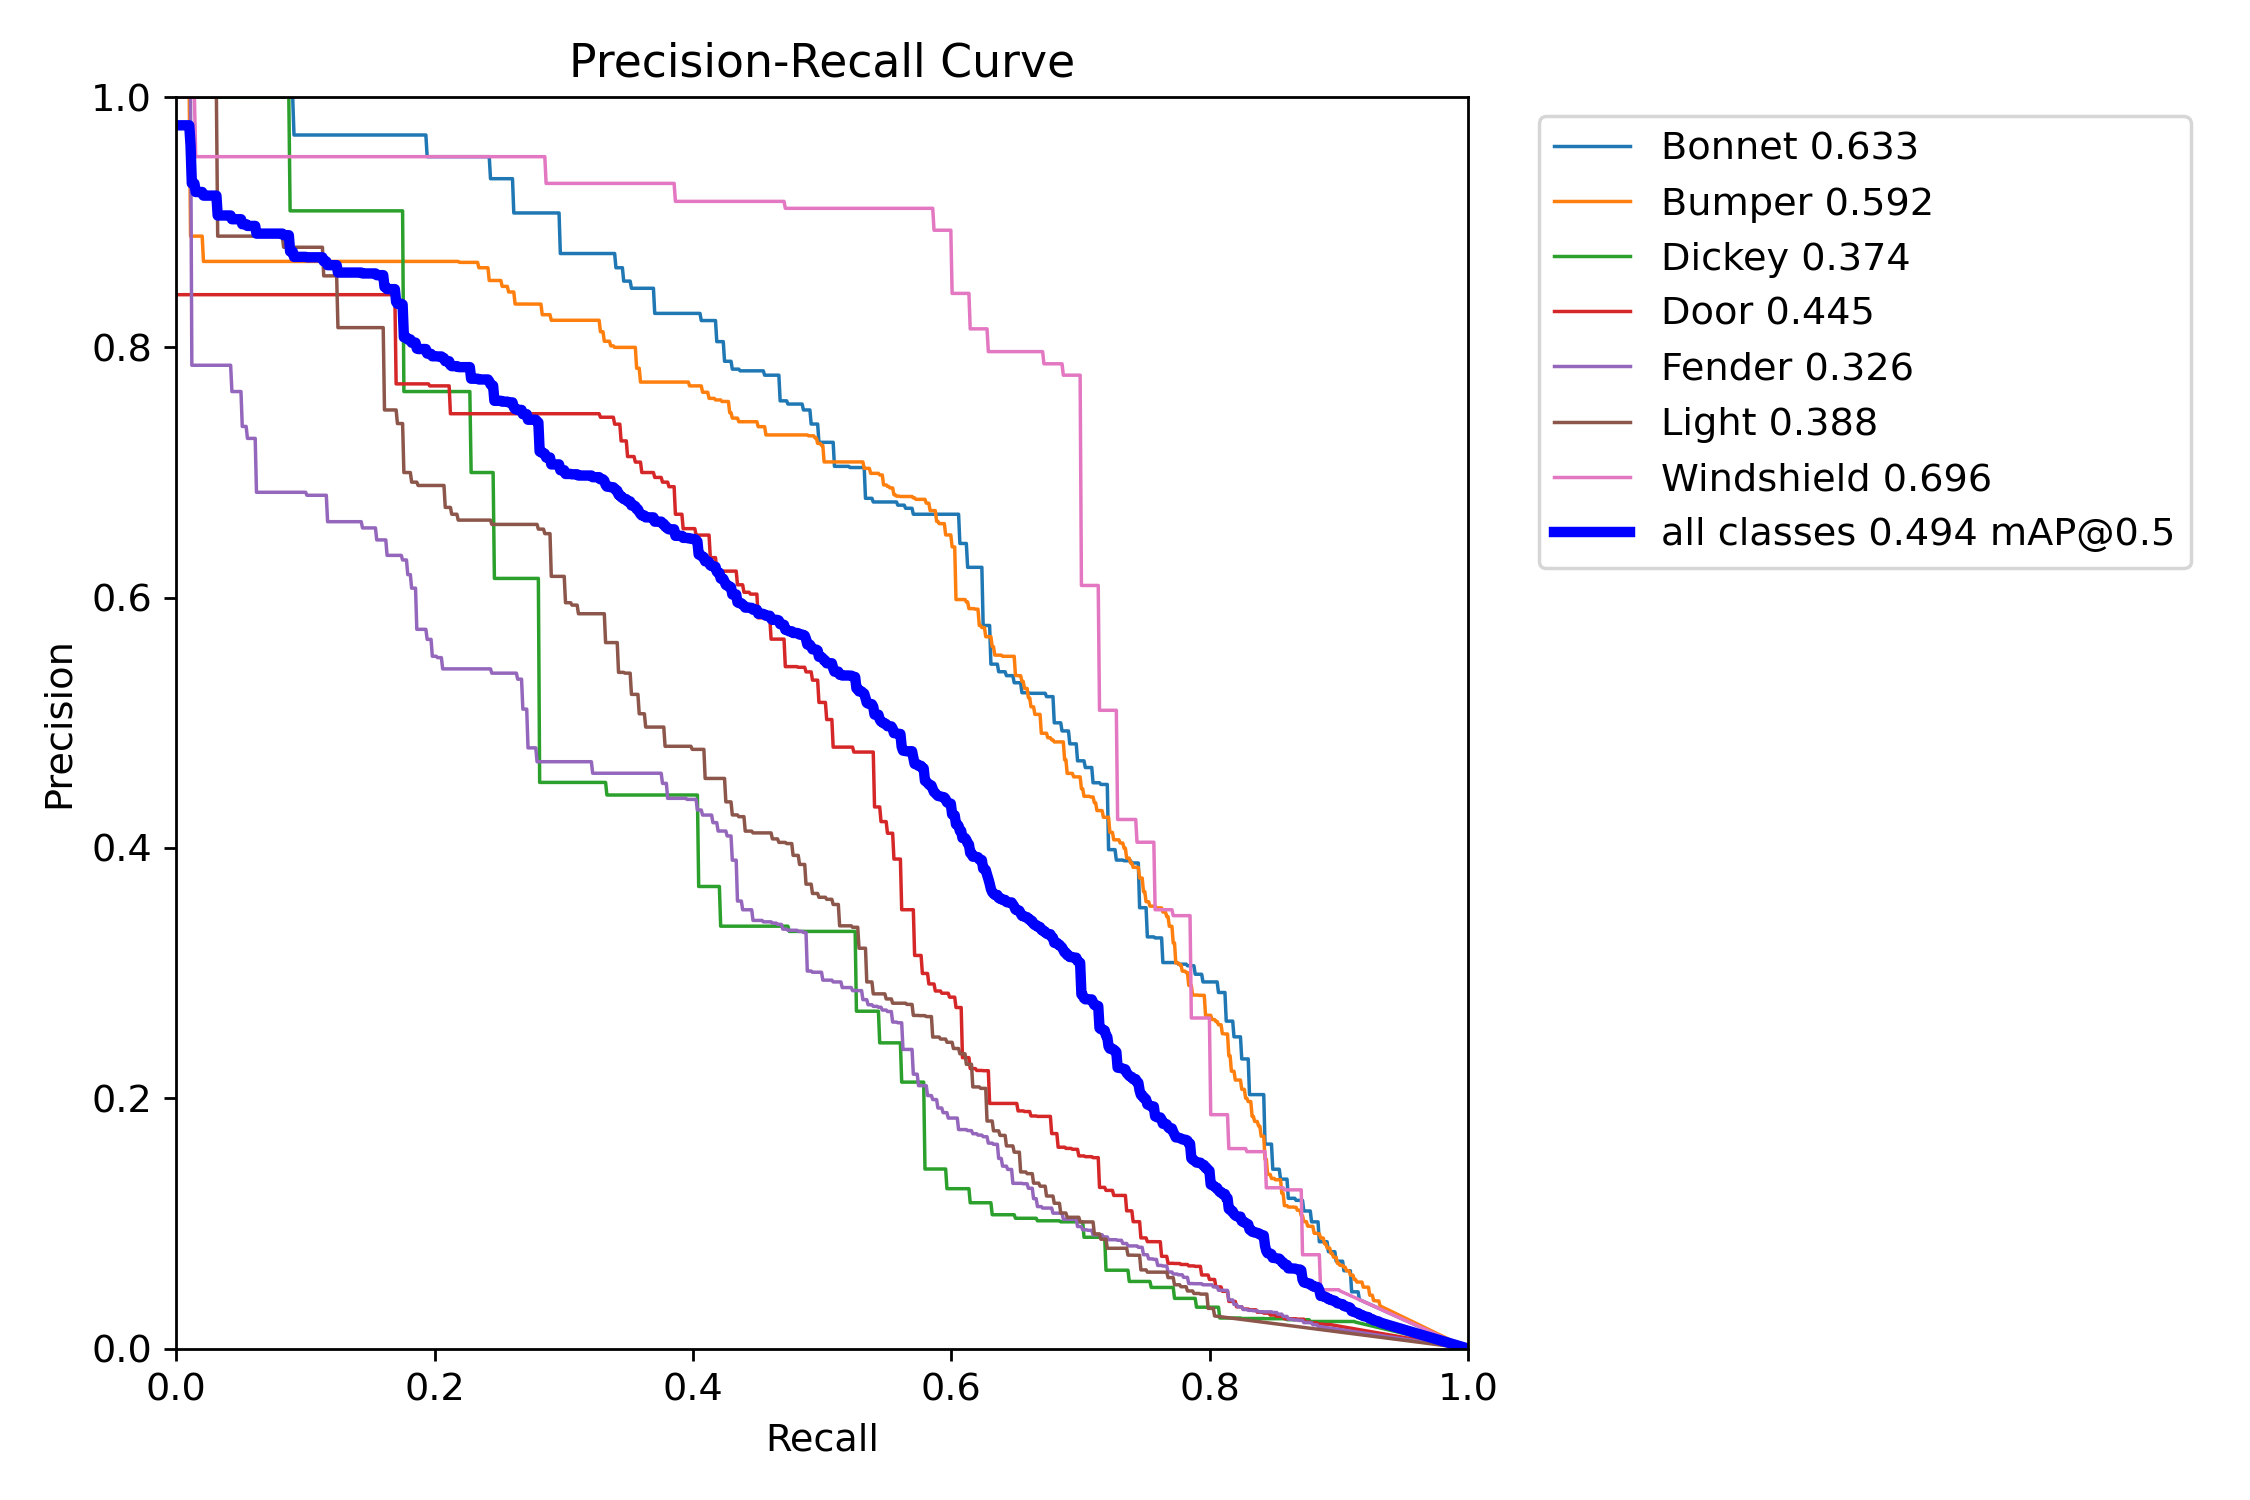 Precision-Recall Curve
1.0
0.8
0.6
0.4
0.2
0.0
Precision
0.0 0.2 0.4 0.6 0.8 1.0
Recall
Bonnet 0.633
Bumper 0.592
Dickey 0.374
Door 0.445
Fender 0.326
Light 0.388
Windshield 0.696
all classes 0.494 mAP@0.5